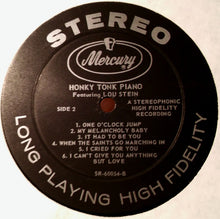 STEREO
Mercury
HONKY TONK PIANO
Featuring LOU STEIN
SIDE 2
A STEREOPHONIC
HIGH FIDELITY
RECORDING
1. ONE O'CLOCK JUMP
2. MY MELANCHOLY BABY
3. IT HAD TO BE YOU
4. WHEN THE SAINTS GO MARCHING IN
5. I CRIED FOR YOU
6. I CAN'T GIVE YOU ANYTHING
BUT LOVE
SR-60054-B
LONG PLAYING HIGH FIDELITY